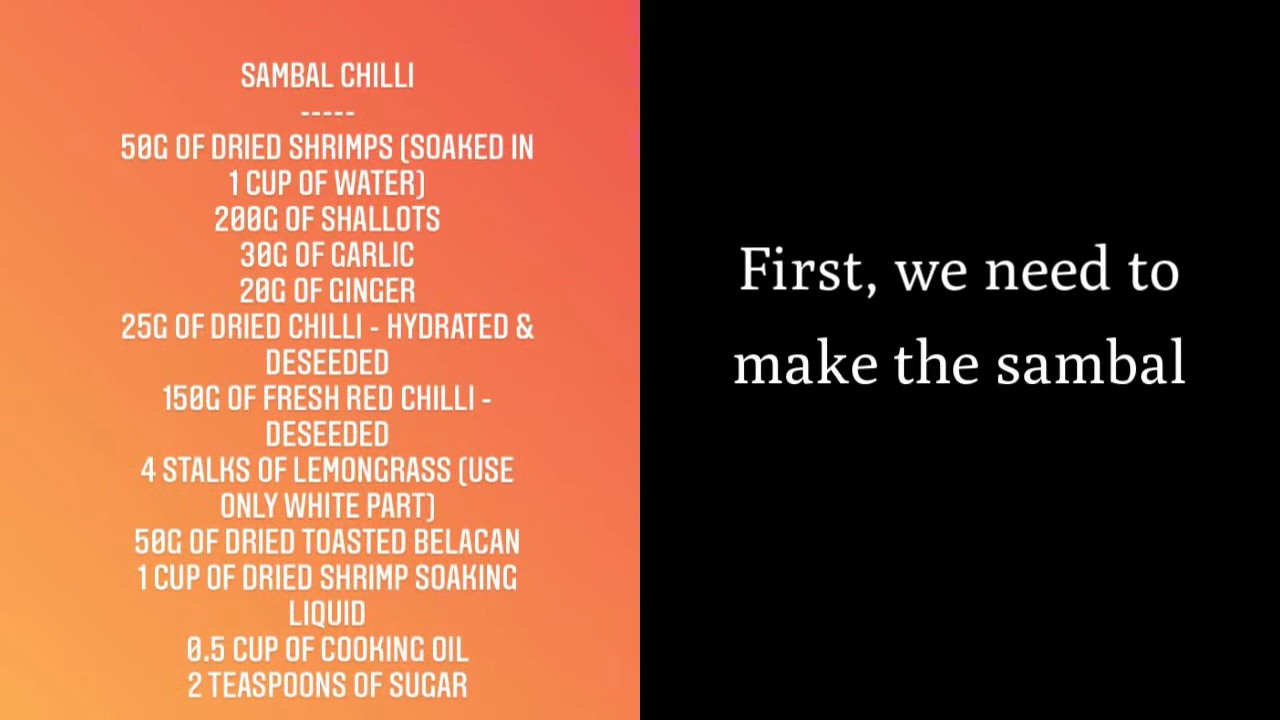 SAMBAL CHILLI
-----
50G OF DRIED SHRIMPS (SOAKED IN
1 CUP OF WATER)
200G OF SHALLOTS
30G OF GARLIC
20G OF GINGER
25G OF DRIED CHILLI - HYDRATED &
DESEEDED
150G OF FRESH RED CHILLI -
DESEEDED
4 STALKS OF LEMONGRASS (USE
ONLY WHITE PART)
50G OF DRIED TOASTED BELACAN
1 CUP OF DRIED SHRIMP SOAKING
LIQUID
0.5 CUP OF COOKING OIL
2 TEASPOONS OF SUGAR
First, we need to
make the sambal